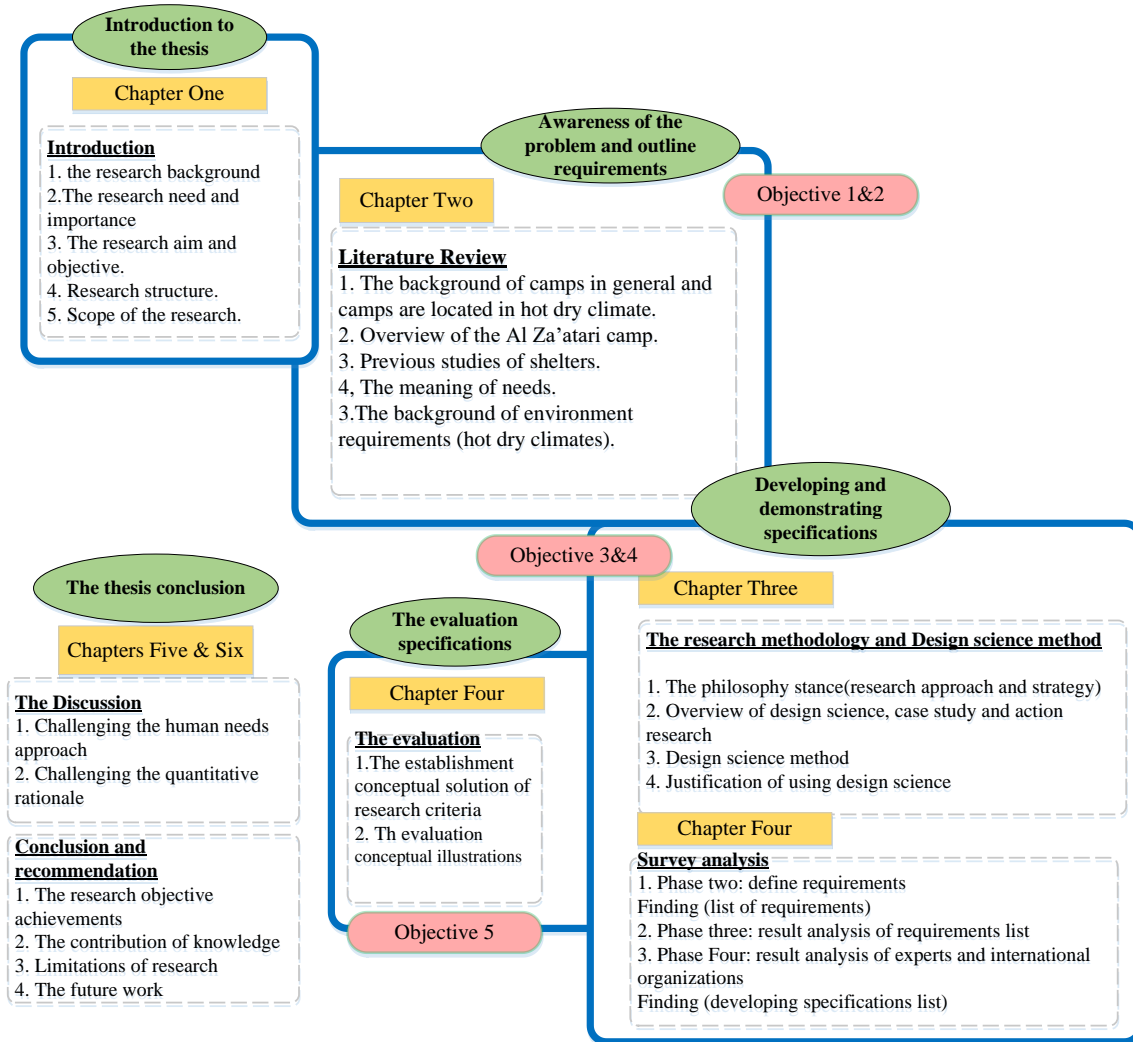 Introduction to
the thesis
Chapter One
Introduction
1. the research background
2.The research need and
importance
3. The research aim and
objective.
4. Research structure.
5. Scope of the research.
Awareness of the
problem and outline
requirements
Objective 1&2
Chapter Two
Literature Review
1. The background of camps in general and
camps are located in hot dry climate.
2. Overview of the Al Za’atari camp.
3. Previous studies of shelters.
4, The meaning of needs.
3.The background of environment
requirements (hot dry climates).
Developing and
demonstrating
specifications
Objective 3&4
Chapter Three
The research methodology and Design science method
1. The philosophy stance(research approach and strategy)
2. Overview of design science, case study and action
research
3. Design science method
4. Justification of using design science
Chapter Four
Survey analysis
1. Phase two: define requirements
Finding (list of requirements)
2. Phase three: result analysis of requirements list
3. Phase Four: result analysis of experts and international
organizations
Finding (developing specifications list)
The evaluation
specifications
Chapter Four
The evaluation
1.The establishment
conceptual solution of
research criteria
2. Th evaluation
conceptual illustrations
Objective 5
The thesis conclusion
Chapters Five & Six
The Discussion
1. Challenging the human needs
approach
2. Challenging the quantitative
rationale
Conclusion and
recommendation
1. The research objective
achievements
2. The contribution of knowledge
3. Limitations of research
4. The future work